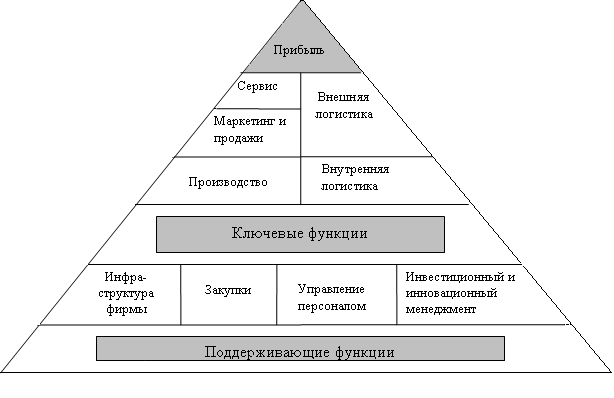 Прибыль
Сервис
Внешняя
логистика
Маркетинг и
продажи
Производство
Внутренняя
логистика
Ключевые функции
Инфра-
структура
фирмы
Закупки
Управление
персоналом
Инвестиционный и
инновационный
менеджмент
Поддерживающие функции